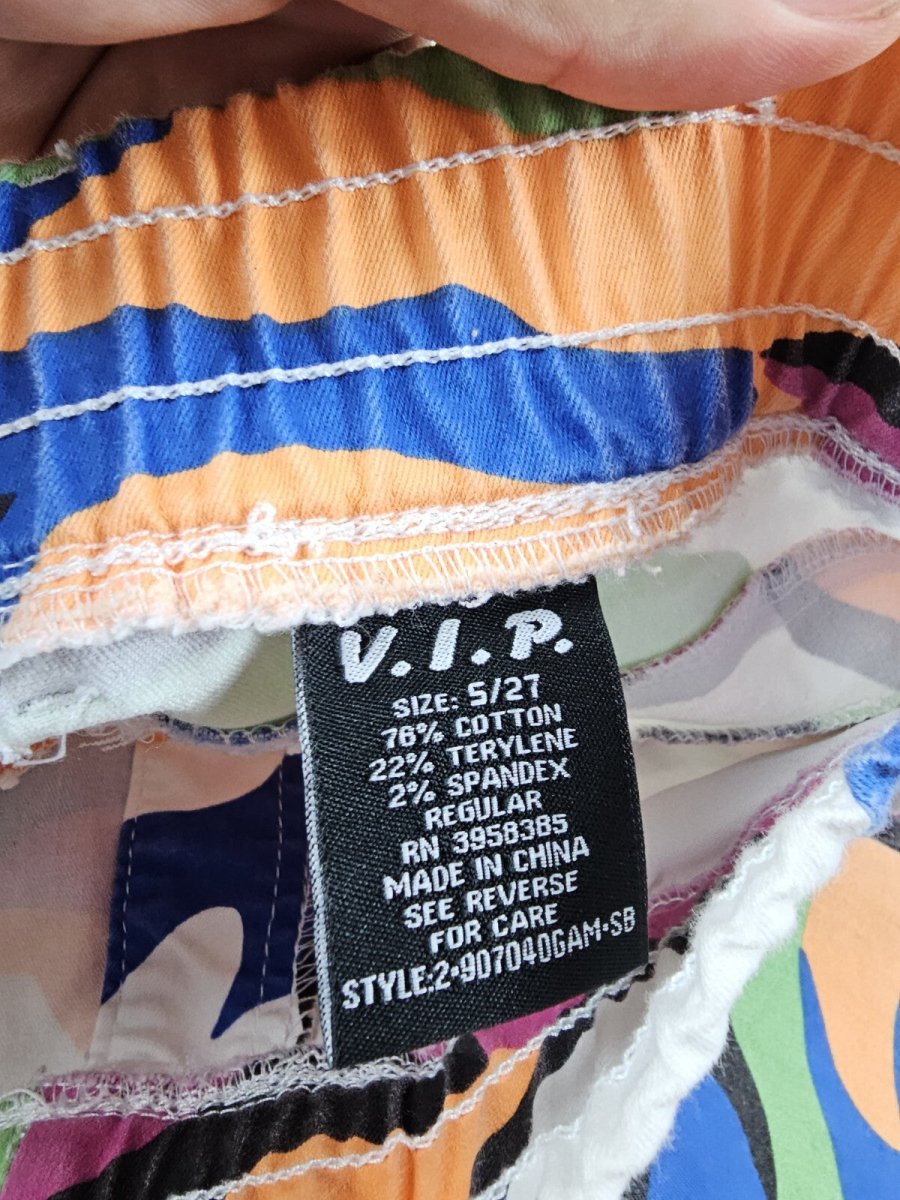 V.I.P.
SIZE: 5/27
76% COTTON
22% TERYLENE
2% SPANDEX
REGULAR
RN 3958385
MADE IN CHINA
SEE REVERSE
FOR CARE
STYLE:2-907040GAM-SB